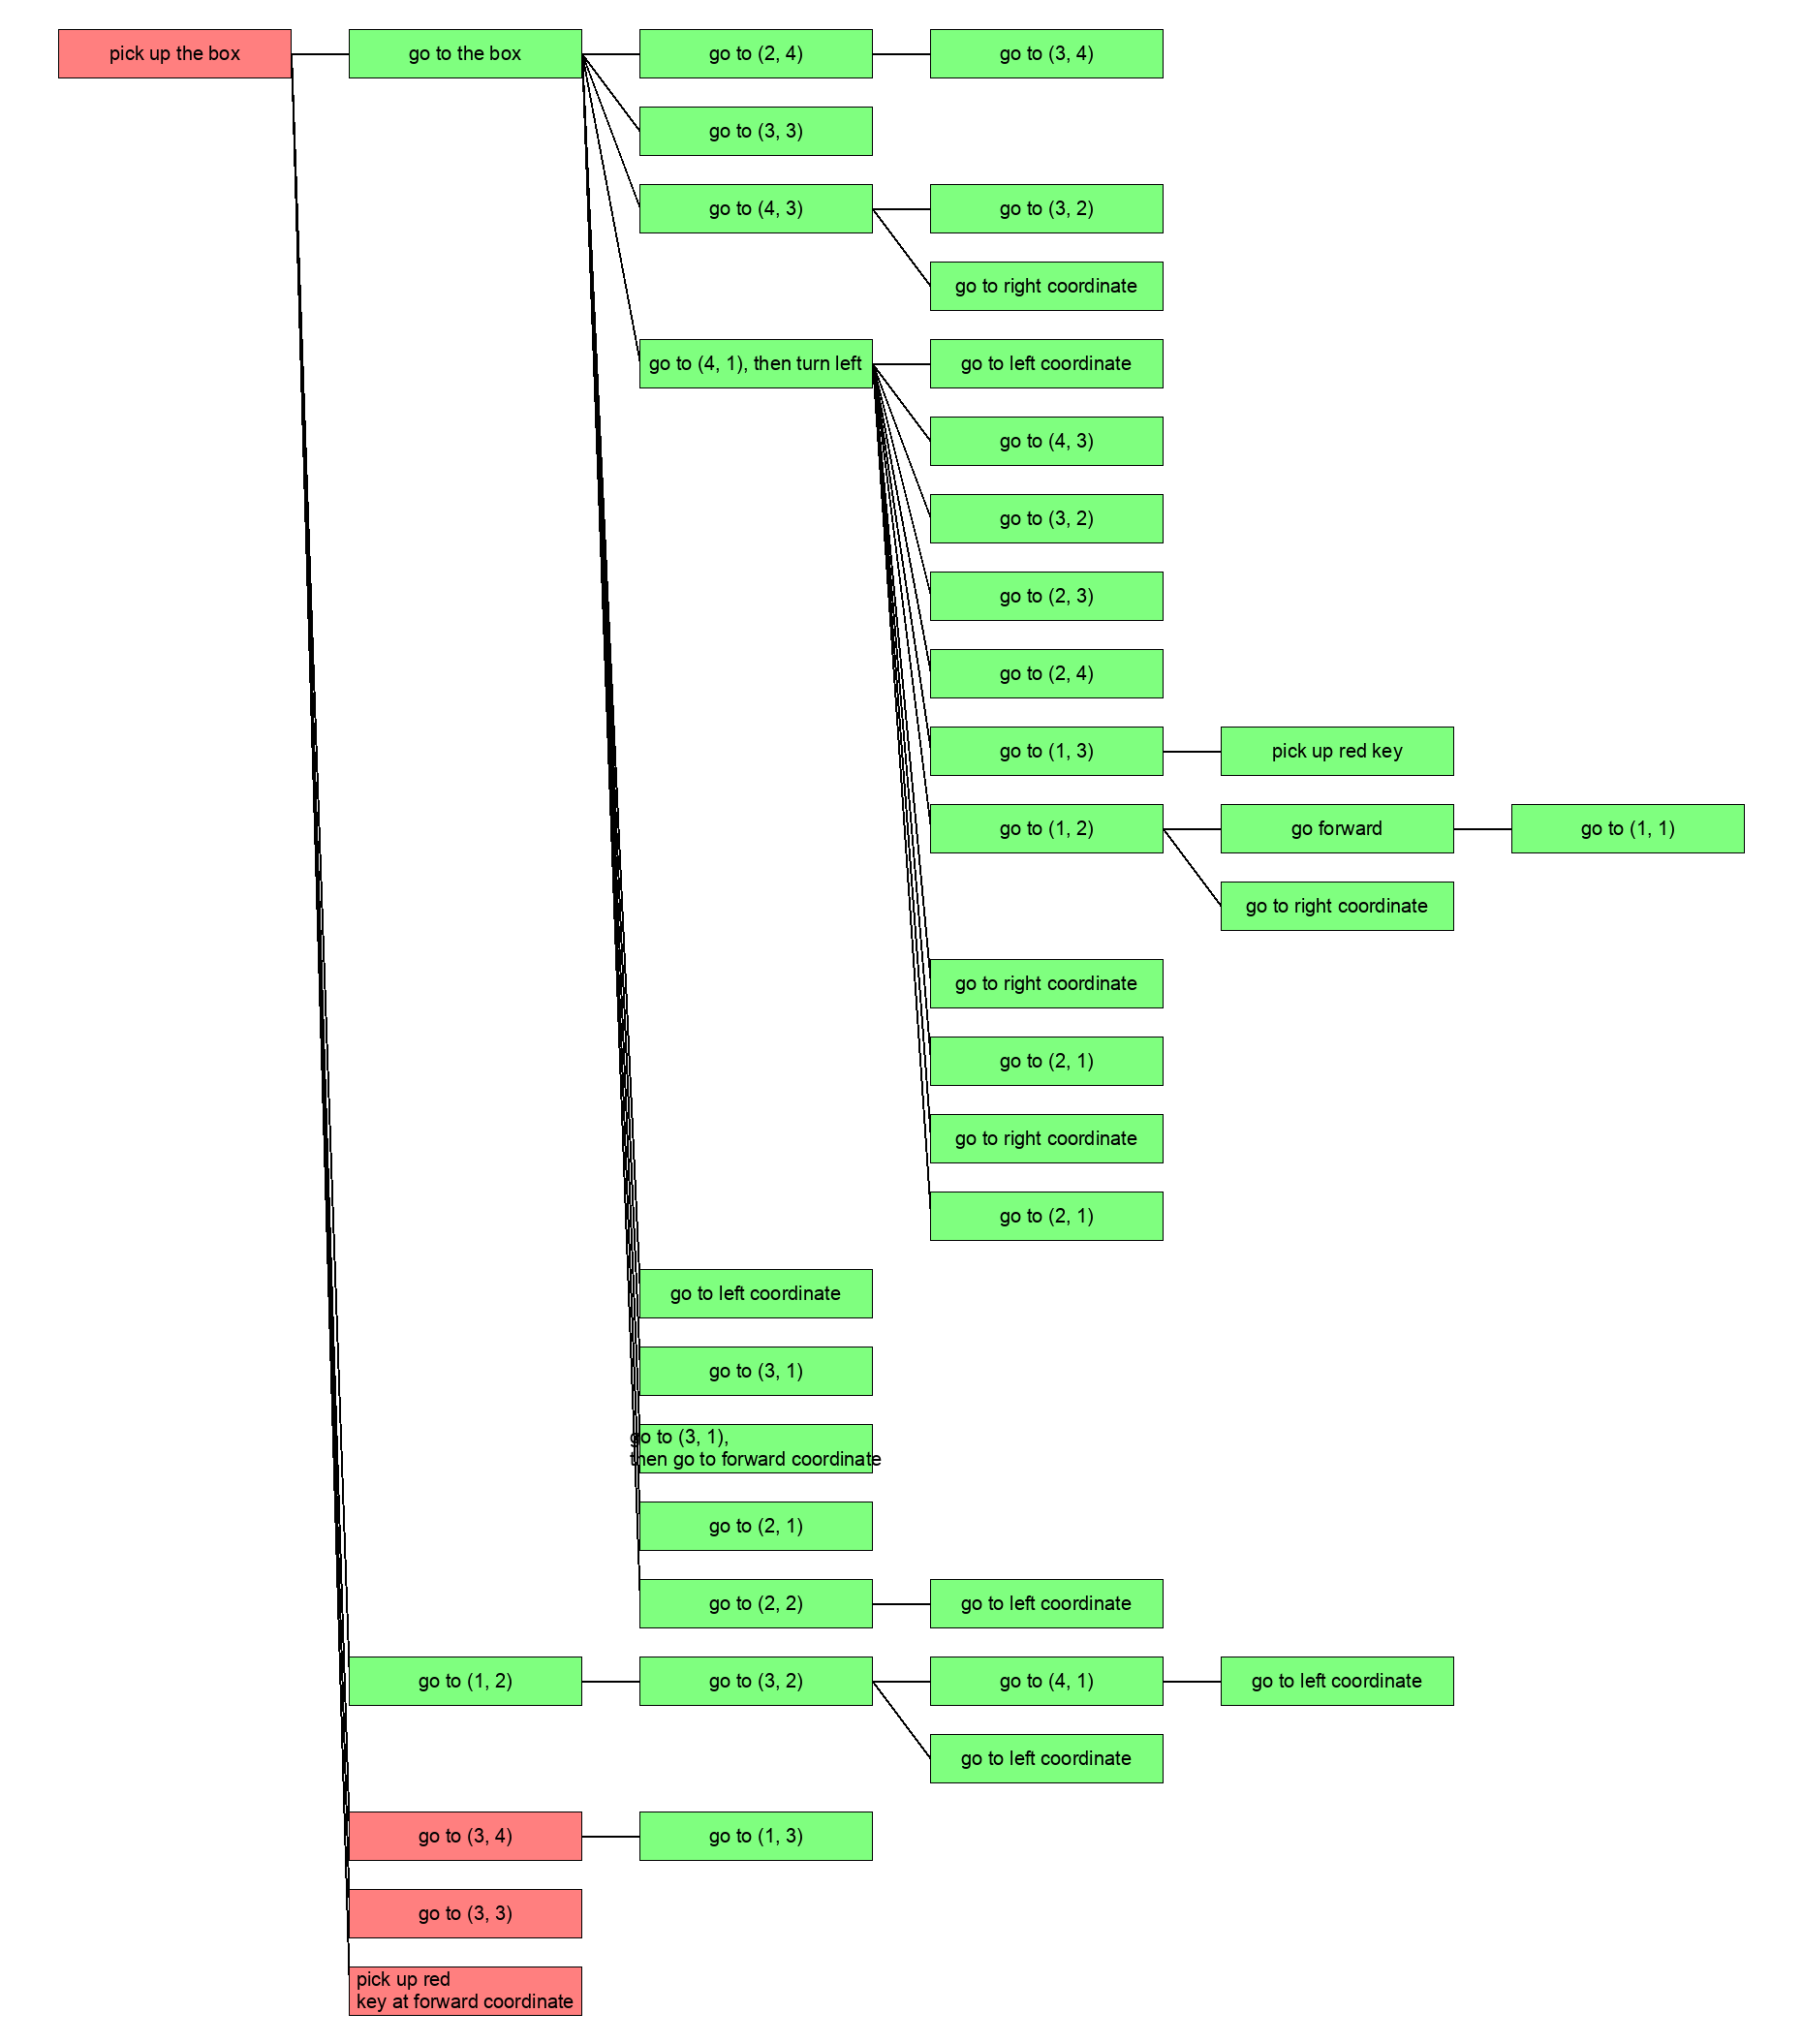 pick up the box
go to the box
go to (2, 4)
go to (3, 4)
go to (3, 3)
go to (4, 3)
go to (3, 2)
go to right coordinate
go to (4, 1), then turn left
go to left coordinate
go to (4, 3)
go to (3, 2)
go to (2, 3)
go to (2, 4)
go to (1, 3)
pick up red key
go to (1, 2)
go forward
go to (1, 1)
go to right coordinate
go to right coordinate
go to (2, 1)
go to right coordinate
go to (2, 1)
go to left coordinate
go to (3, 1)
go to (3, 1),
then go to forward coordinate
go to (2, 1)
go to (2, 2)
go to left coordinate
go to (1, 2)
go to (3, 2)
go to (4, 1)
go to left coordinate
go to left coordinate
go to (3, 4)
go to (1, 3)
go to (3, 3)
pick up red
key at forward coordinate